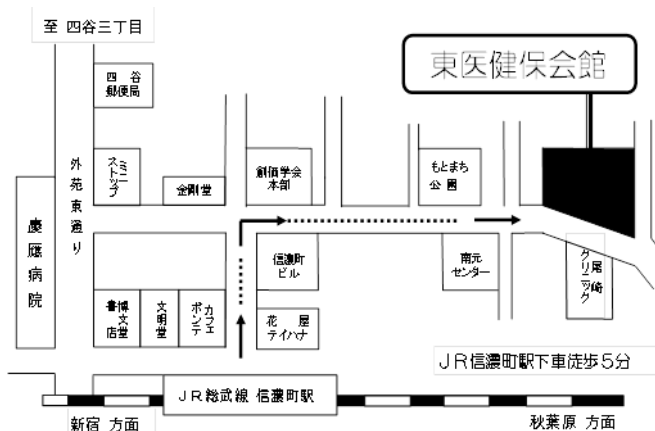 至 四谷三丁目
東医健保会館
四谷
郵便局
外苑東通り
ミニ
ストップ
金剛堂
創価学会
本部
もとまち
公園
慶應病院
信濃町
ビル
南元
センター
尾崎
クリニック
博文堂
書店
文明堂
カフェ
ボンテ
花屋
テイハナ
JR信濃町駅下車徒歩5分
JR総武線 信濃町駅
新宿 方面
秋葉原 方面